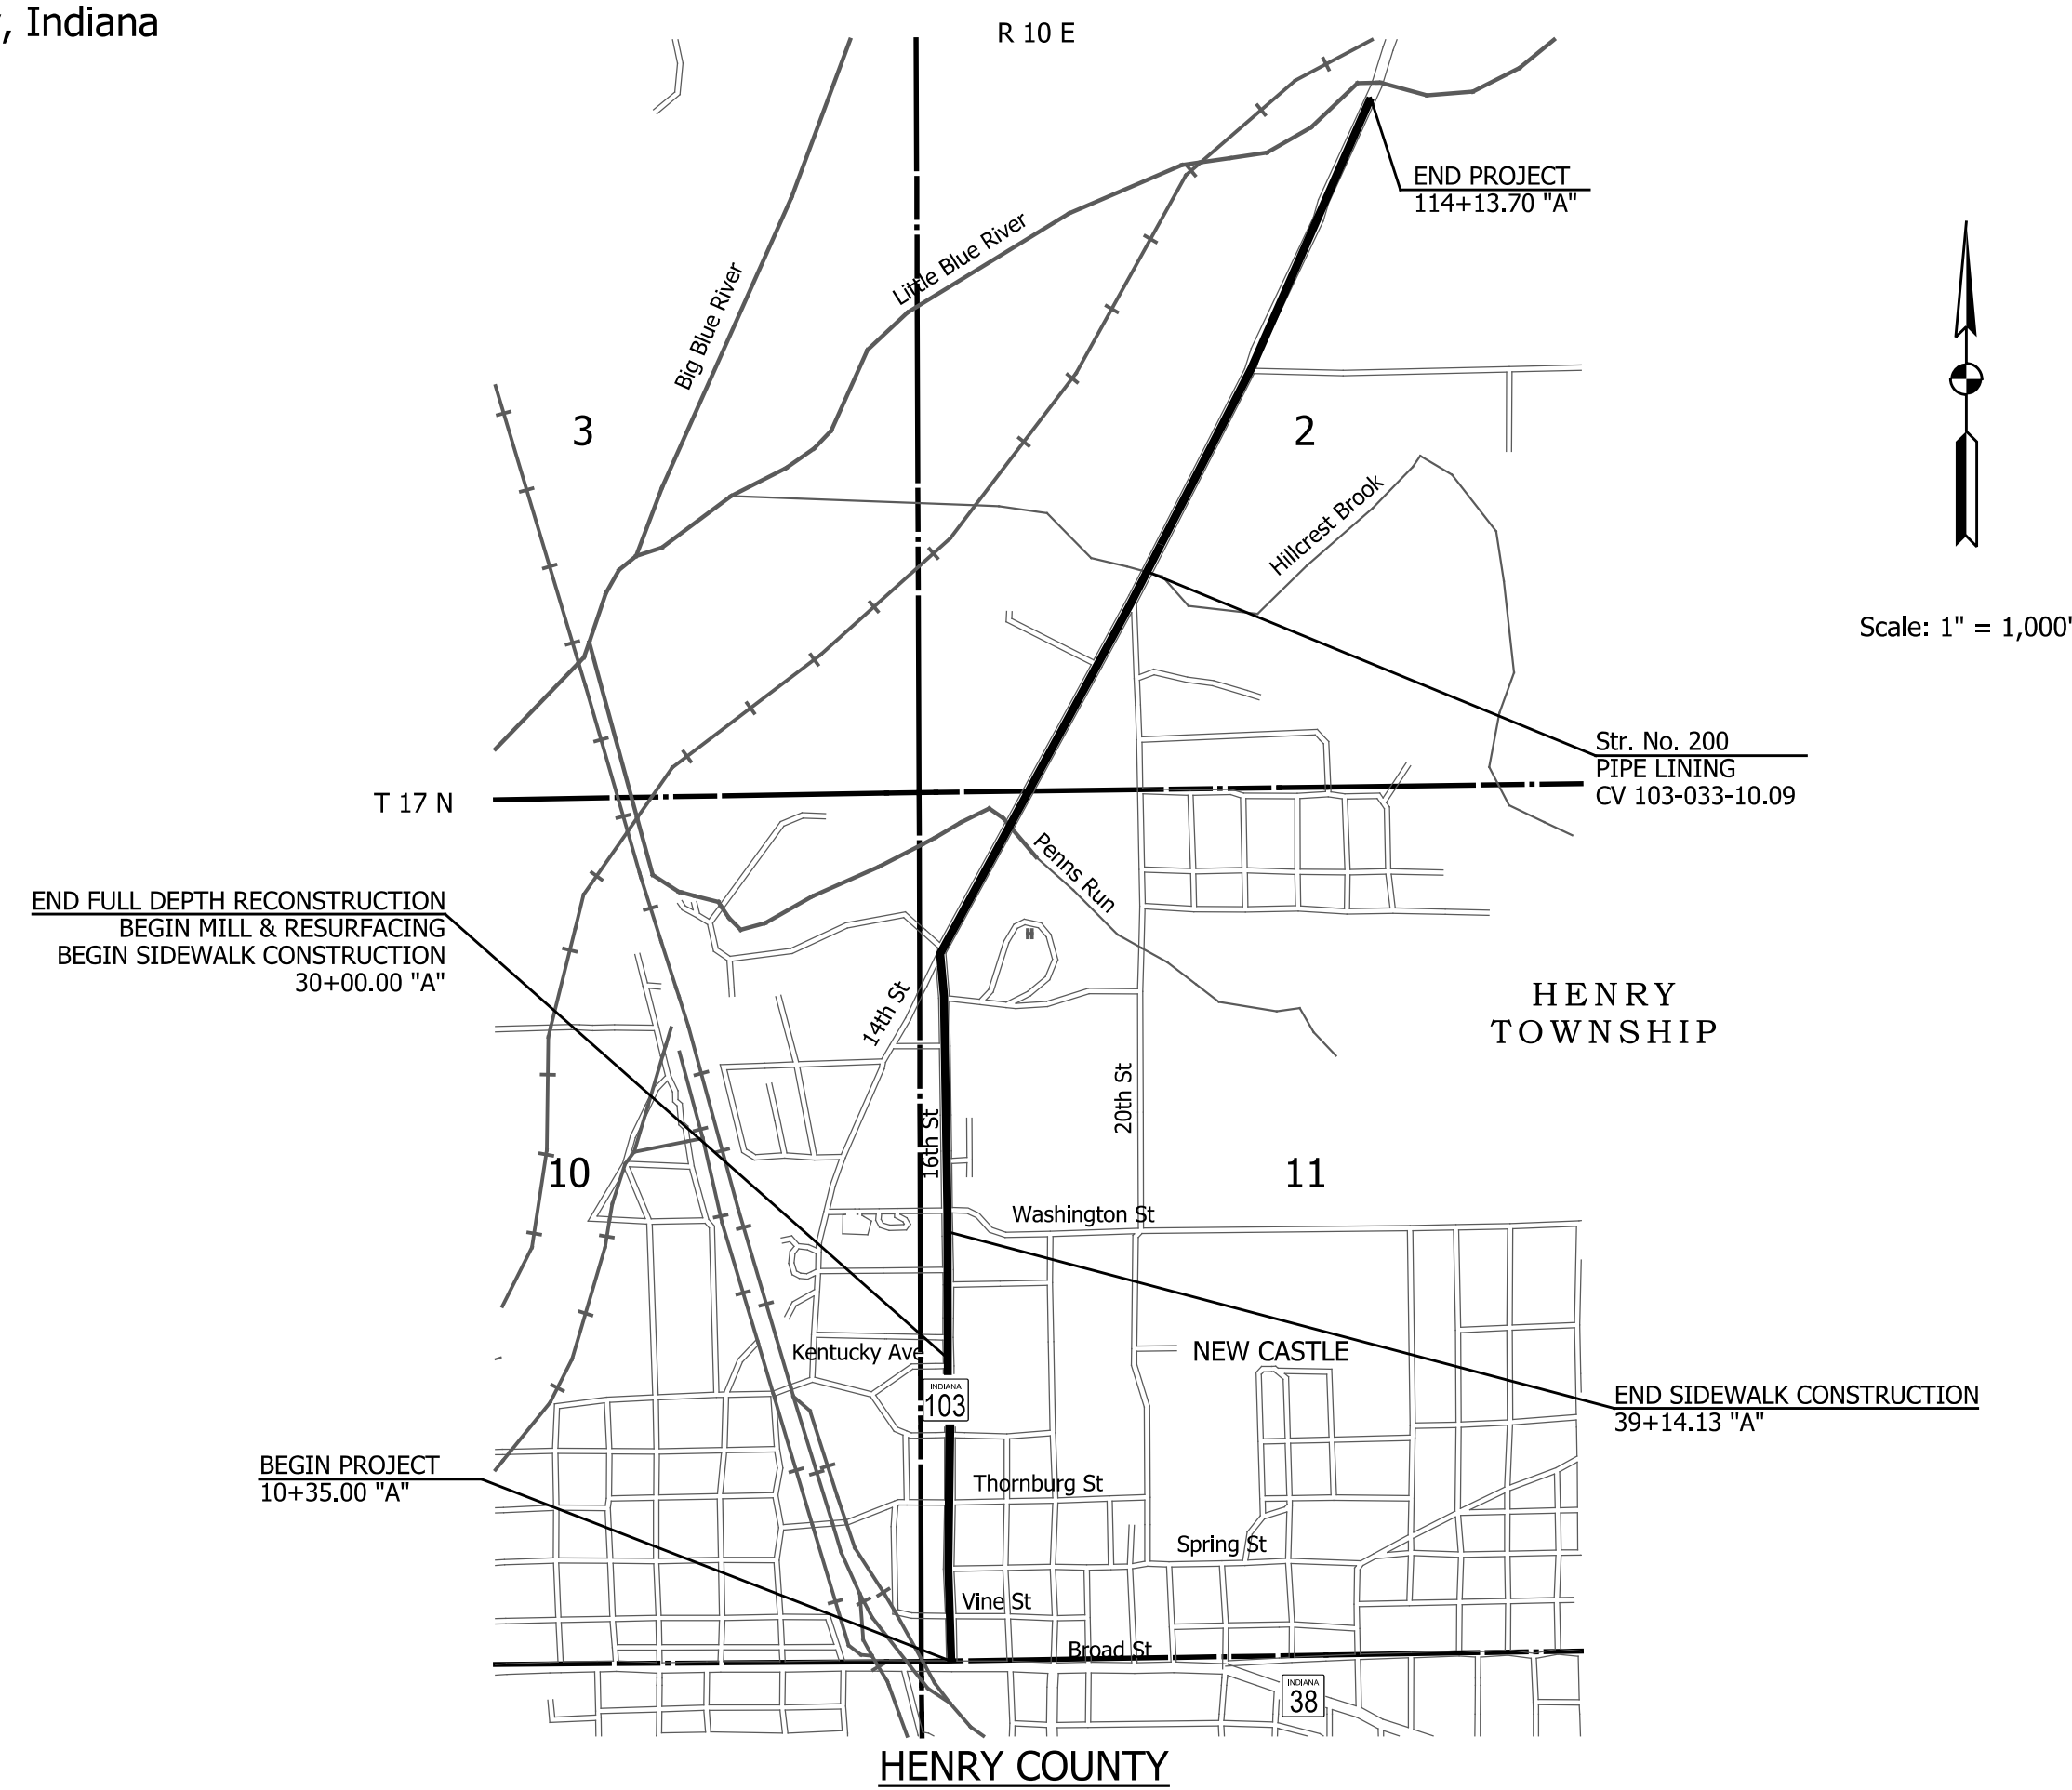 , Indiana
R 10 E
END PROJECT
114+13.70 "A"
Little Blue River
Big Blue River
3
2
Hillcrest Brook
Scale: 1" = 1,000'
Str. No. 200
PIPE LINING
CV 103-033-10.09
T 17 N
Penns Run
END FULL DEPTH RECONSTRUCTION
BEGIN MILL & RESURFACING
BEGIN SIDEWALK CONSTRUCTION
30+00.00 "A"
H
14th St
HENRY
TOWNSHIP
20th St
16th St
10
11
Washington St
Kentucky Ave
NEW CASTLE
INDIANA
103
END SIDEWALK CONSTRUCTION
39+14.13 "A"
BEGIN PROJECT
10+35.00 "A"
Thornburg St
Spring St
Vine St
Broad St
INDIANA
38
HENRY COUNTY